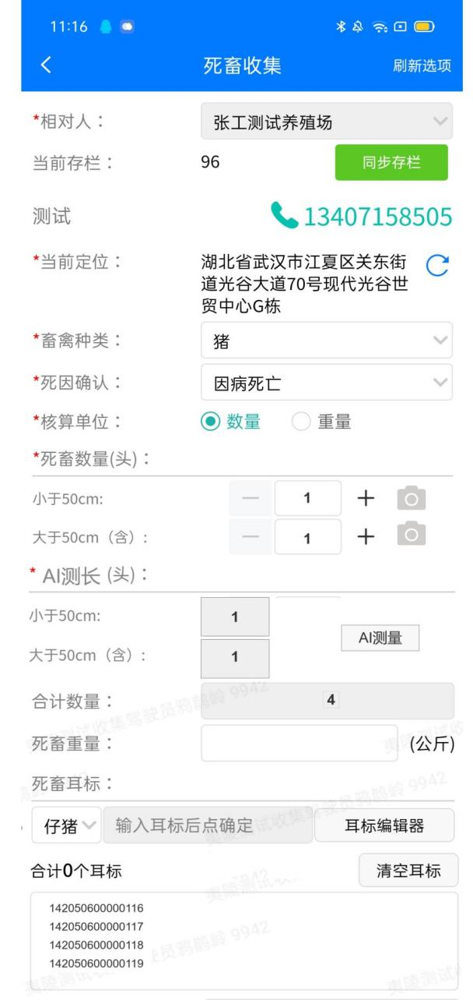 11:16
死畜收集
刷新选项
*相对人：
张工测试养殖场
当前存栏：
96
同步存栏
测试
13407158505
*当前定位：
湖北省武汉市江夏区关东街
道光谷大道70号现代光谷世
贸中心G栋
*畜禽种类：
猪
*死因确认：
因病死亡
*核算单位：
数量
重量
*死畜数量(头)：
小于50cm:
1
大于50cm（含）:
1
* AI测长 (头)：
小于50cm:
1
AI测量
大于50cm（含）:
1
合计数量：
4
死畜重量：
(公斤)
死畜耳标：
仔猪
输入耳标后点确定
耳标编辑器
合计0个耳标
清空耳标
142050600000116
142050600000117
142050600000118
142050600000119